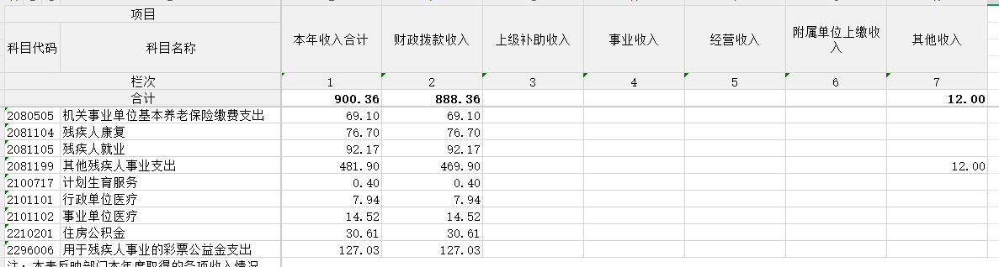 项目
科目代码 科目名称 本年收入合计 财政拨款收入 上级补助收入 事业收入 经营收入 附属单位上缴收入 其他收入
栏次 1 2 3 4 5 6 7
合计 900.36 888.36 12.00
2080505 机关事业单位基本养老保险缴费支出 69.10 69.10
2081104 残疾人康复 76.70 76.70
2081105 残疾人就业 92.17 92.17
2081199 其他残疾人事业支出 481.90 469.90 12.00
2100717 计划生育服务 0.40 0.40
2101101 行政单位医疗 7.94 7.94
2101102 事业单位医疗 14.52 14.52
2210201 住房公积金 30.61 30.61
2296006 用于残疾人事业的彩票公益金支出 127.03 127.03
注：本表反映部门本年度取得的各项收入情况